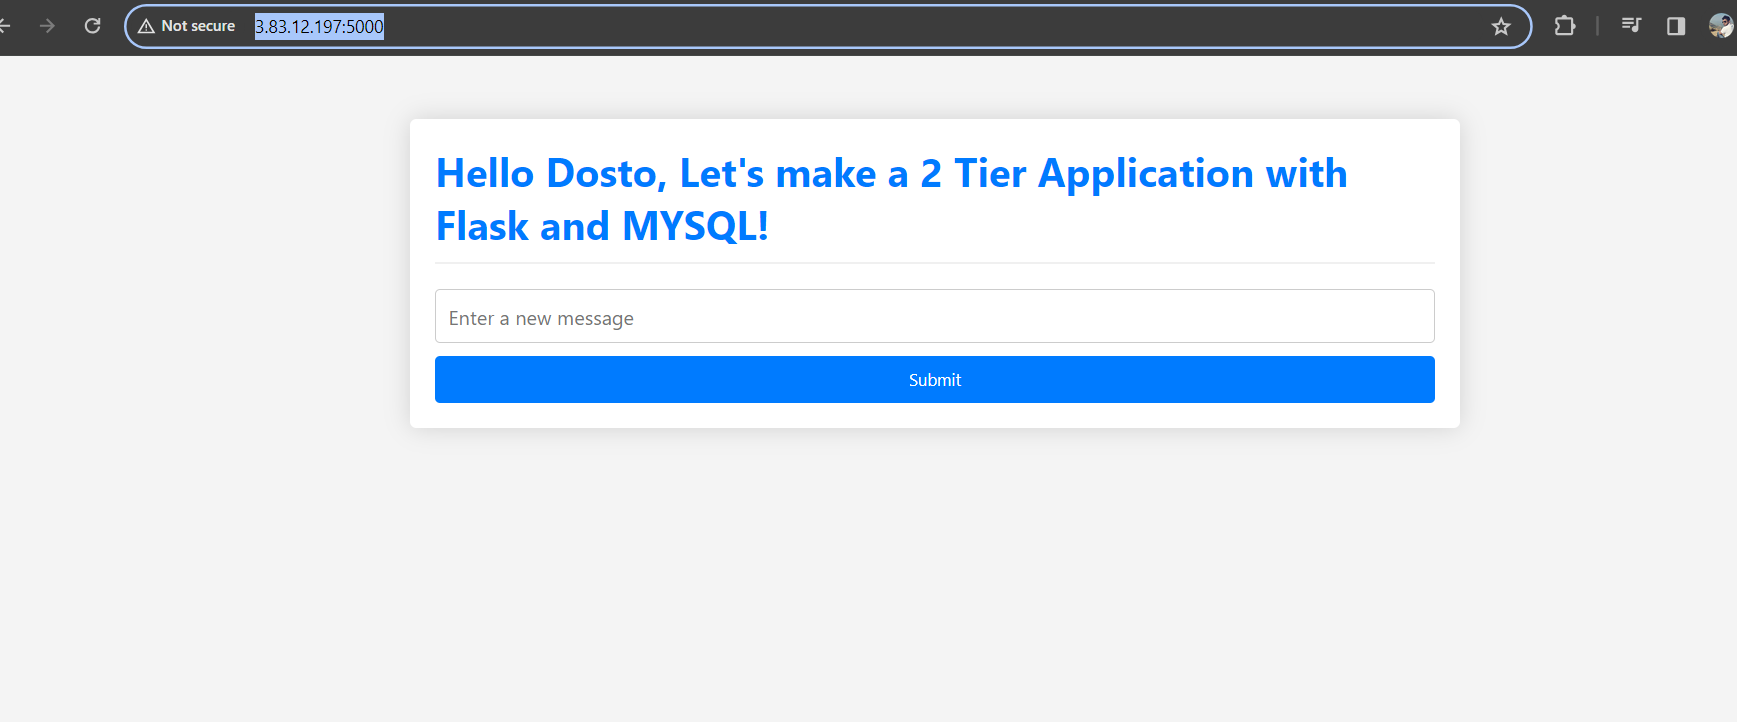 Not secure 3.83.12.197:5000
Hello Dosto, Let's make a 2 Tier Application with
Flask and MYSQL!
Enter a new message
Submit